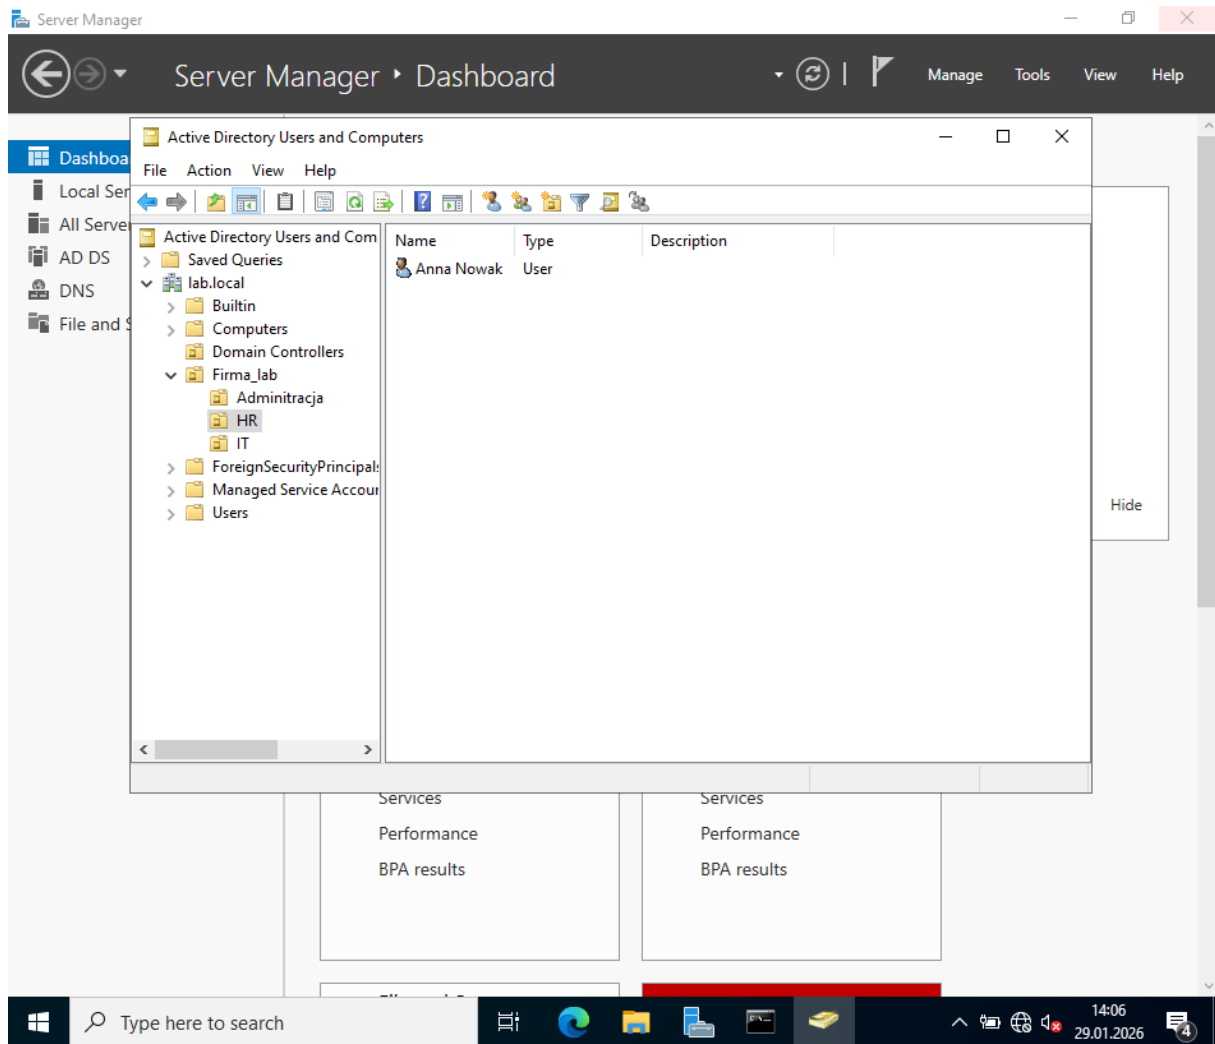 Server Manager
Server Manager ‣ Dashboard
Manage Tools View Help
Dashboa
Local Ser
All Server
AD DS
DNS
File and S
Active Directory Users and Computers
File Action View Help
Active Directory Users and Com
Saved Queries
lab.local
Builtin
Computers
Domain Controllers
Firma_lab
Adminitracja
HR
IT
ForeignSecurityPrincipals
Managed Service Accour
Users
Name Type Description
Anna Nowak User
Hide
Services
Performance
BPA results
Services
Performance
BPA results
Type here to search
14:06
29.01.2026
4